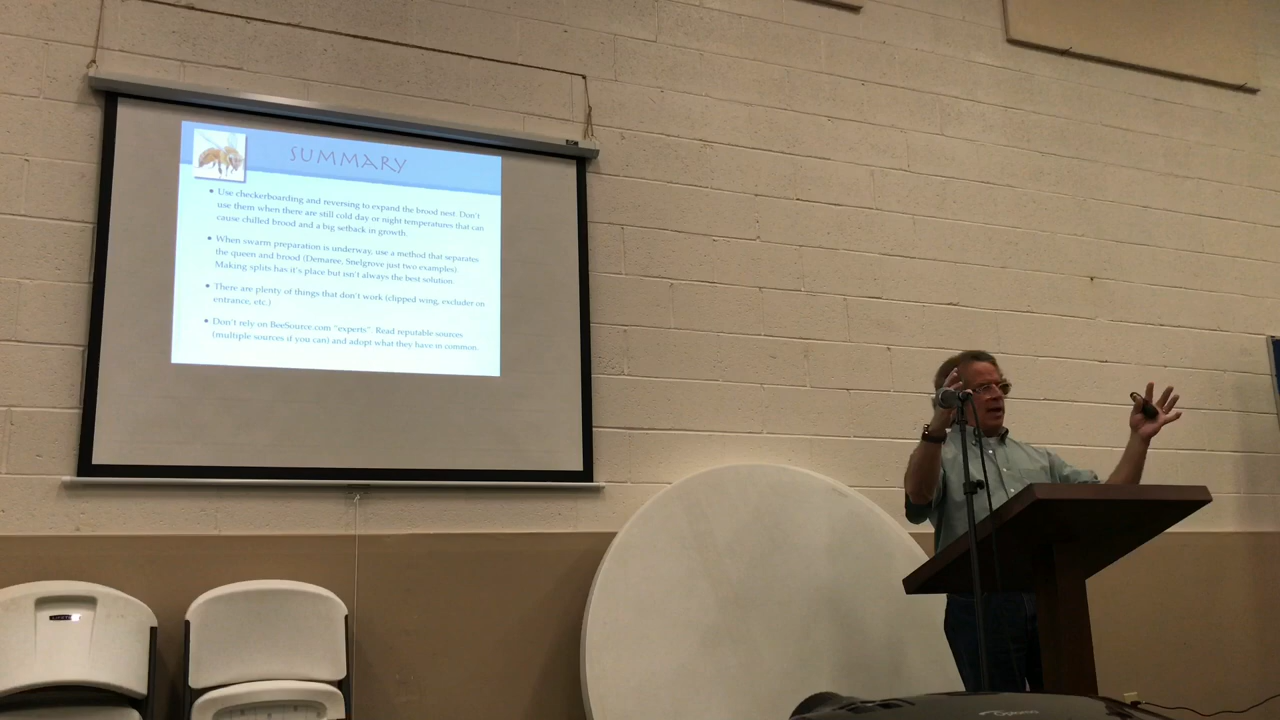 SUMMARY
• Use checkerboarding and reversing to expand the brood nest. Don't
use them when there are still cold day or night temperatures that can
cause chilled brood and a big setback in growth.
• When swarm preparation is underway, use a method that separates
the queen and brood (Demaree, Snelgrove just two examples)
Making splits has it's place but isn't always the best solution.
• There are plenty of things that don't work (clipped wing, excluder on
entrance, etc.)
• Don't rely on BeeSource.com "experts". Read reputable sources
(multiple sources if you can) and adopt what they have in common.
Optoma